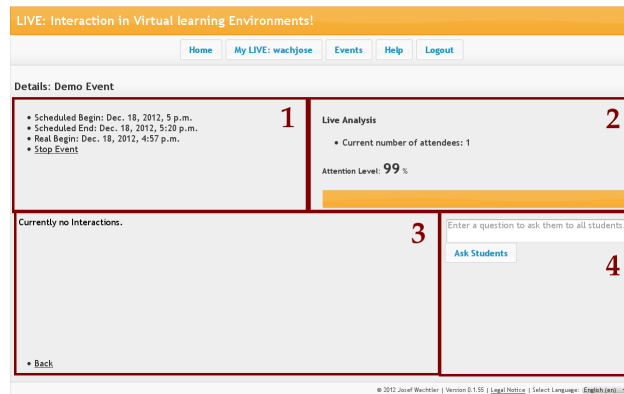 LIVE: Interaction in Virtual learning Environments!
Home My LIVE: wachjose Events Help Logout
Details: Demo Event
• Scheduled Begin: Dec. 18, 2012, 5 p.m.
• Scheduled End: Dec. 18, 2012, 5:20 p.m.
• Real Begin: Dec. 18, 2012, 4:57 p.m.
• Stop Event
1
Live Analysis
• Current number of attendees: 1
Attention Level: 99 %
2
Currently no Interactions.
3
• Back
Enter a question to ask them to all students.
Ask Students
4
© 2012 Josef Wachtler | Version 0.1.55 | Legal Notice | Select Language: English (en)